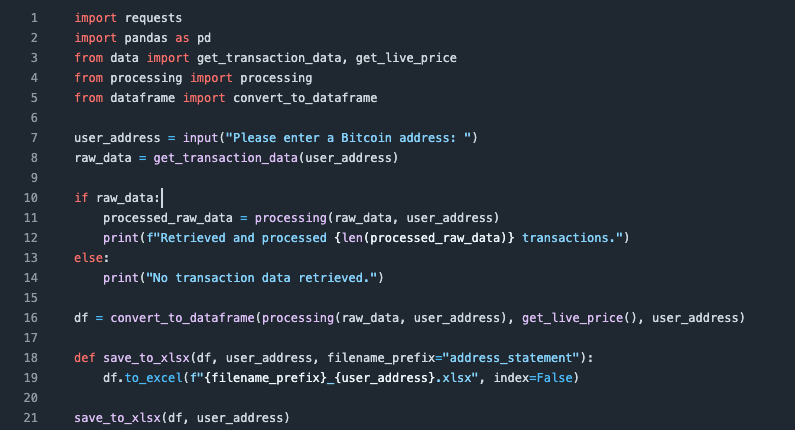 1 import requests
2 import pandas as pd
3 from data import get_transaction_data, get_live_price
4 from processing import processing
5 from dataframe import convert_to_dataframe
6
7 user_address = input("Please enter a Bitcoin address: ")
8 raw_data = get_transaction_data(user_address)
9
10 if raw_data:
11     processed_raw_data = processing(raw_data, user_address)
12     print(f"Retrieved and processed {len(processed_raw_data)} transactions.")
13 else:
14     print("No transaction data retrieved.")
15
16 df = convert_to_dataframe(processing(raw_data, user_address), get_live_price(), user_address)
17
18 def save_to_xlsx(df, user_address, filename_prefix="address_statement"):
19     df.to_excel(f"{filename_prefix}_{user_address}.xlsx", index=False)
20
21 save_to_xlsx(df, user_address)